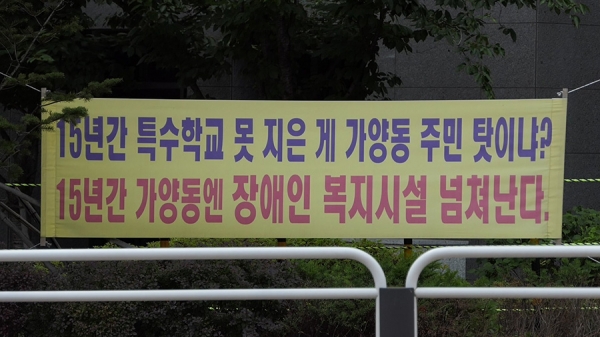 15년간 특수학교 못 지은 게 가양동 주민 탓이냐?
15년간 가양동엔 장애인 복지시설 넘쳐난다.